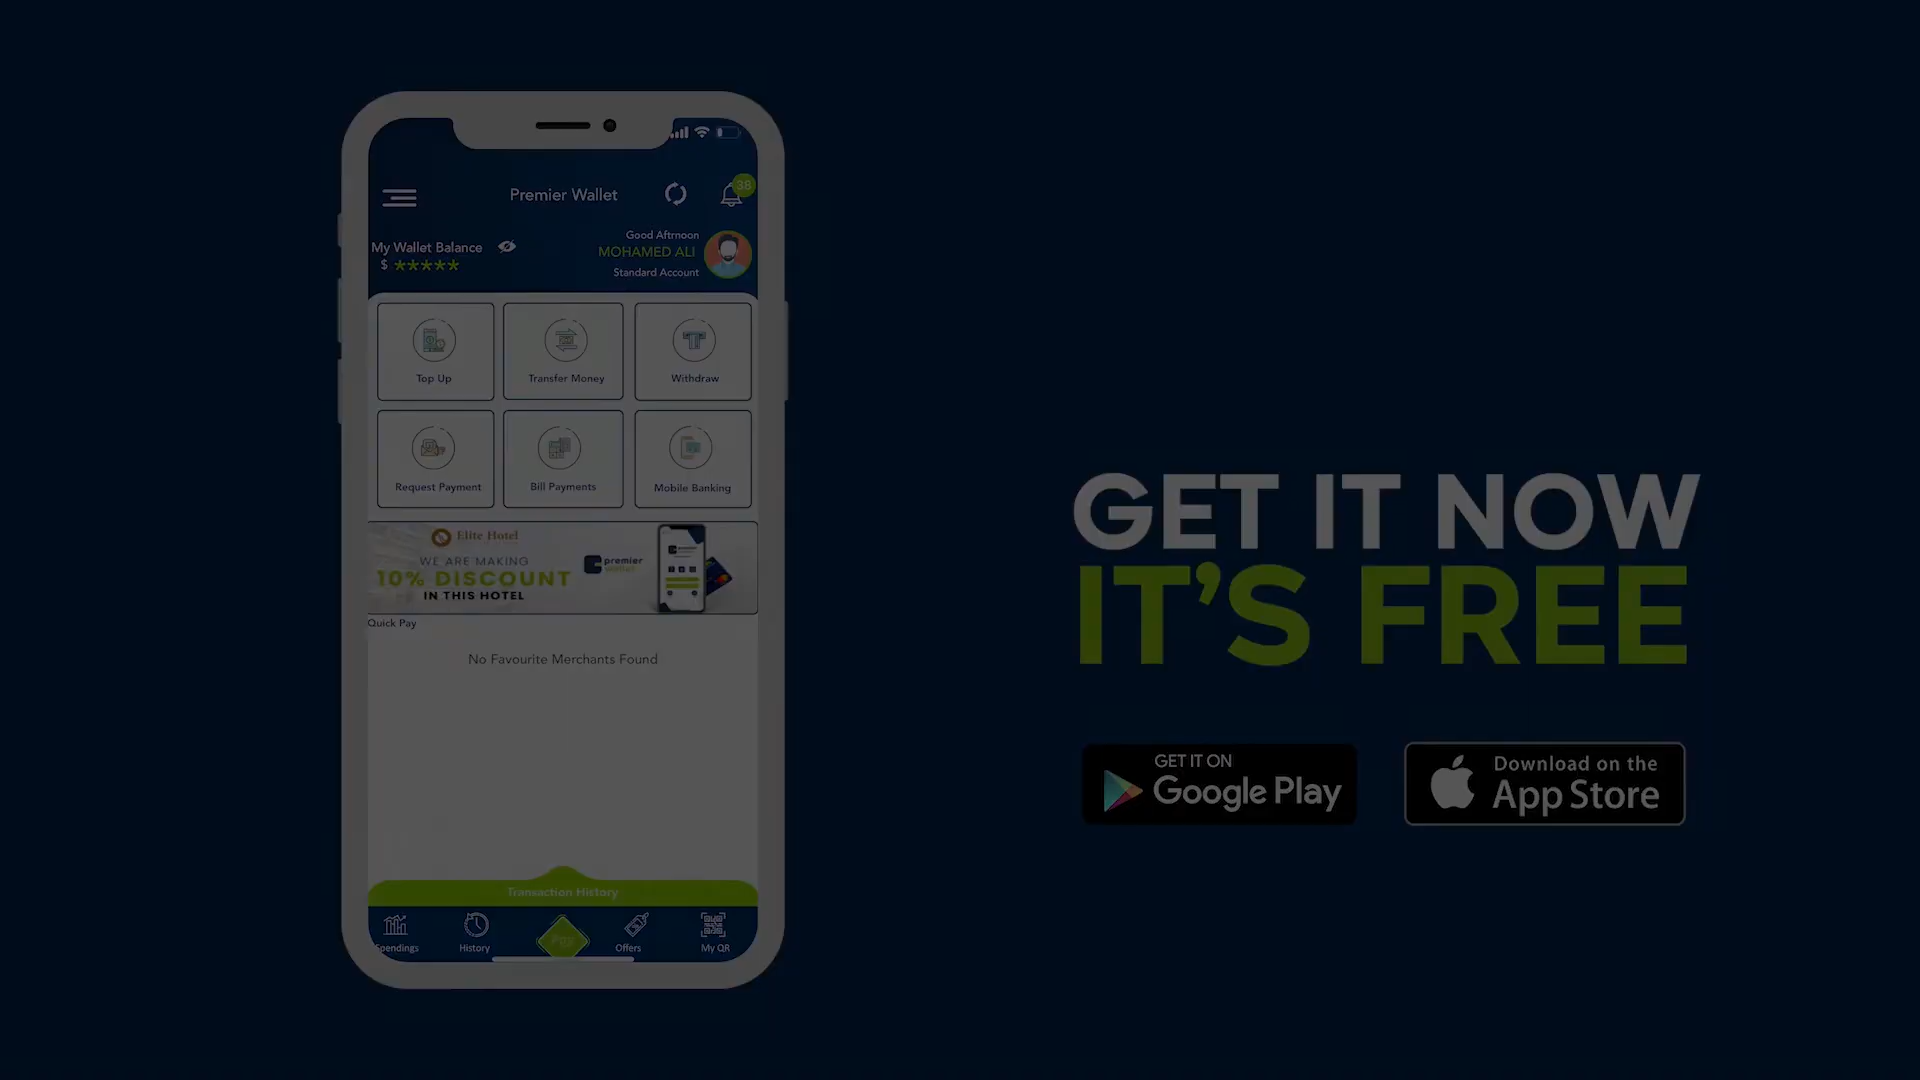 Premier Wallet
38
My Wallet Balance
$ *****
Good Aftrnoon
MOHAMED ALI
Standard Account
Top Up
Transfer Money
Withdraw
Request Payment
Bill Payments
Mobile Banking
Elite Hotel
WE ARE MAKING
10% DISCOUNT
IN THIS HOTEL
premier
Quick Pay
No Favourite Merchants Found
Transaction History
Spendings
History
Pay
Offers
My QR
GET IT NOW
IT'S FREE
GET IT ON
Google Play
Download on the
App Store